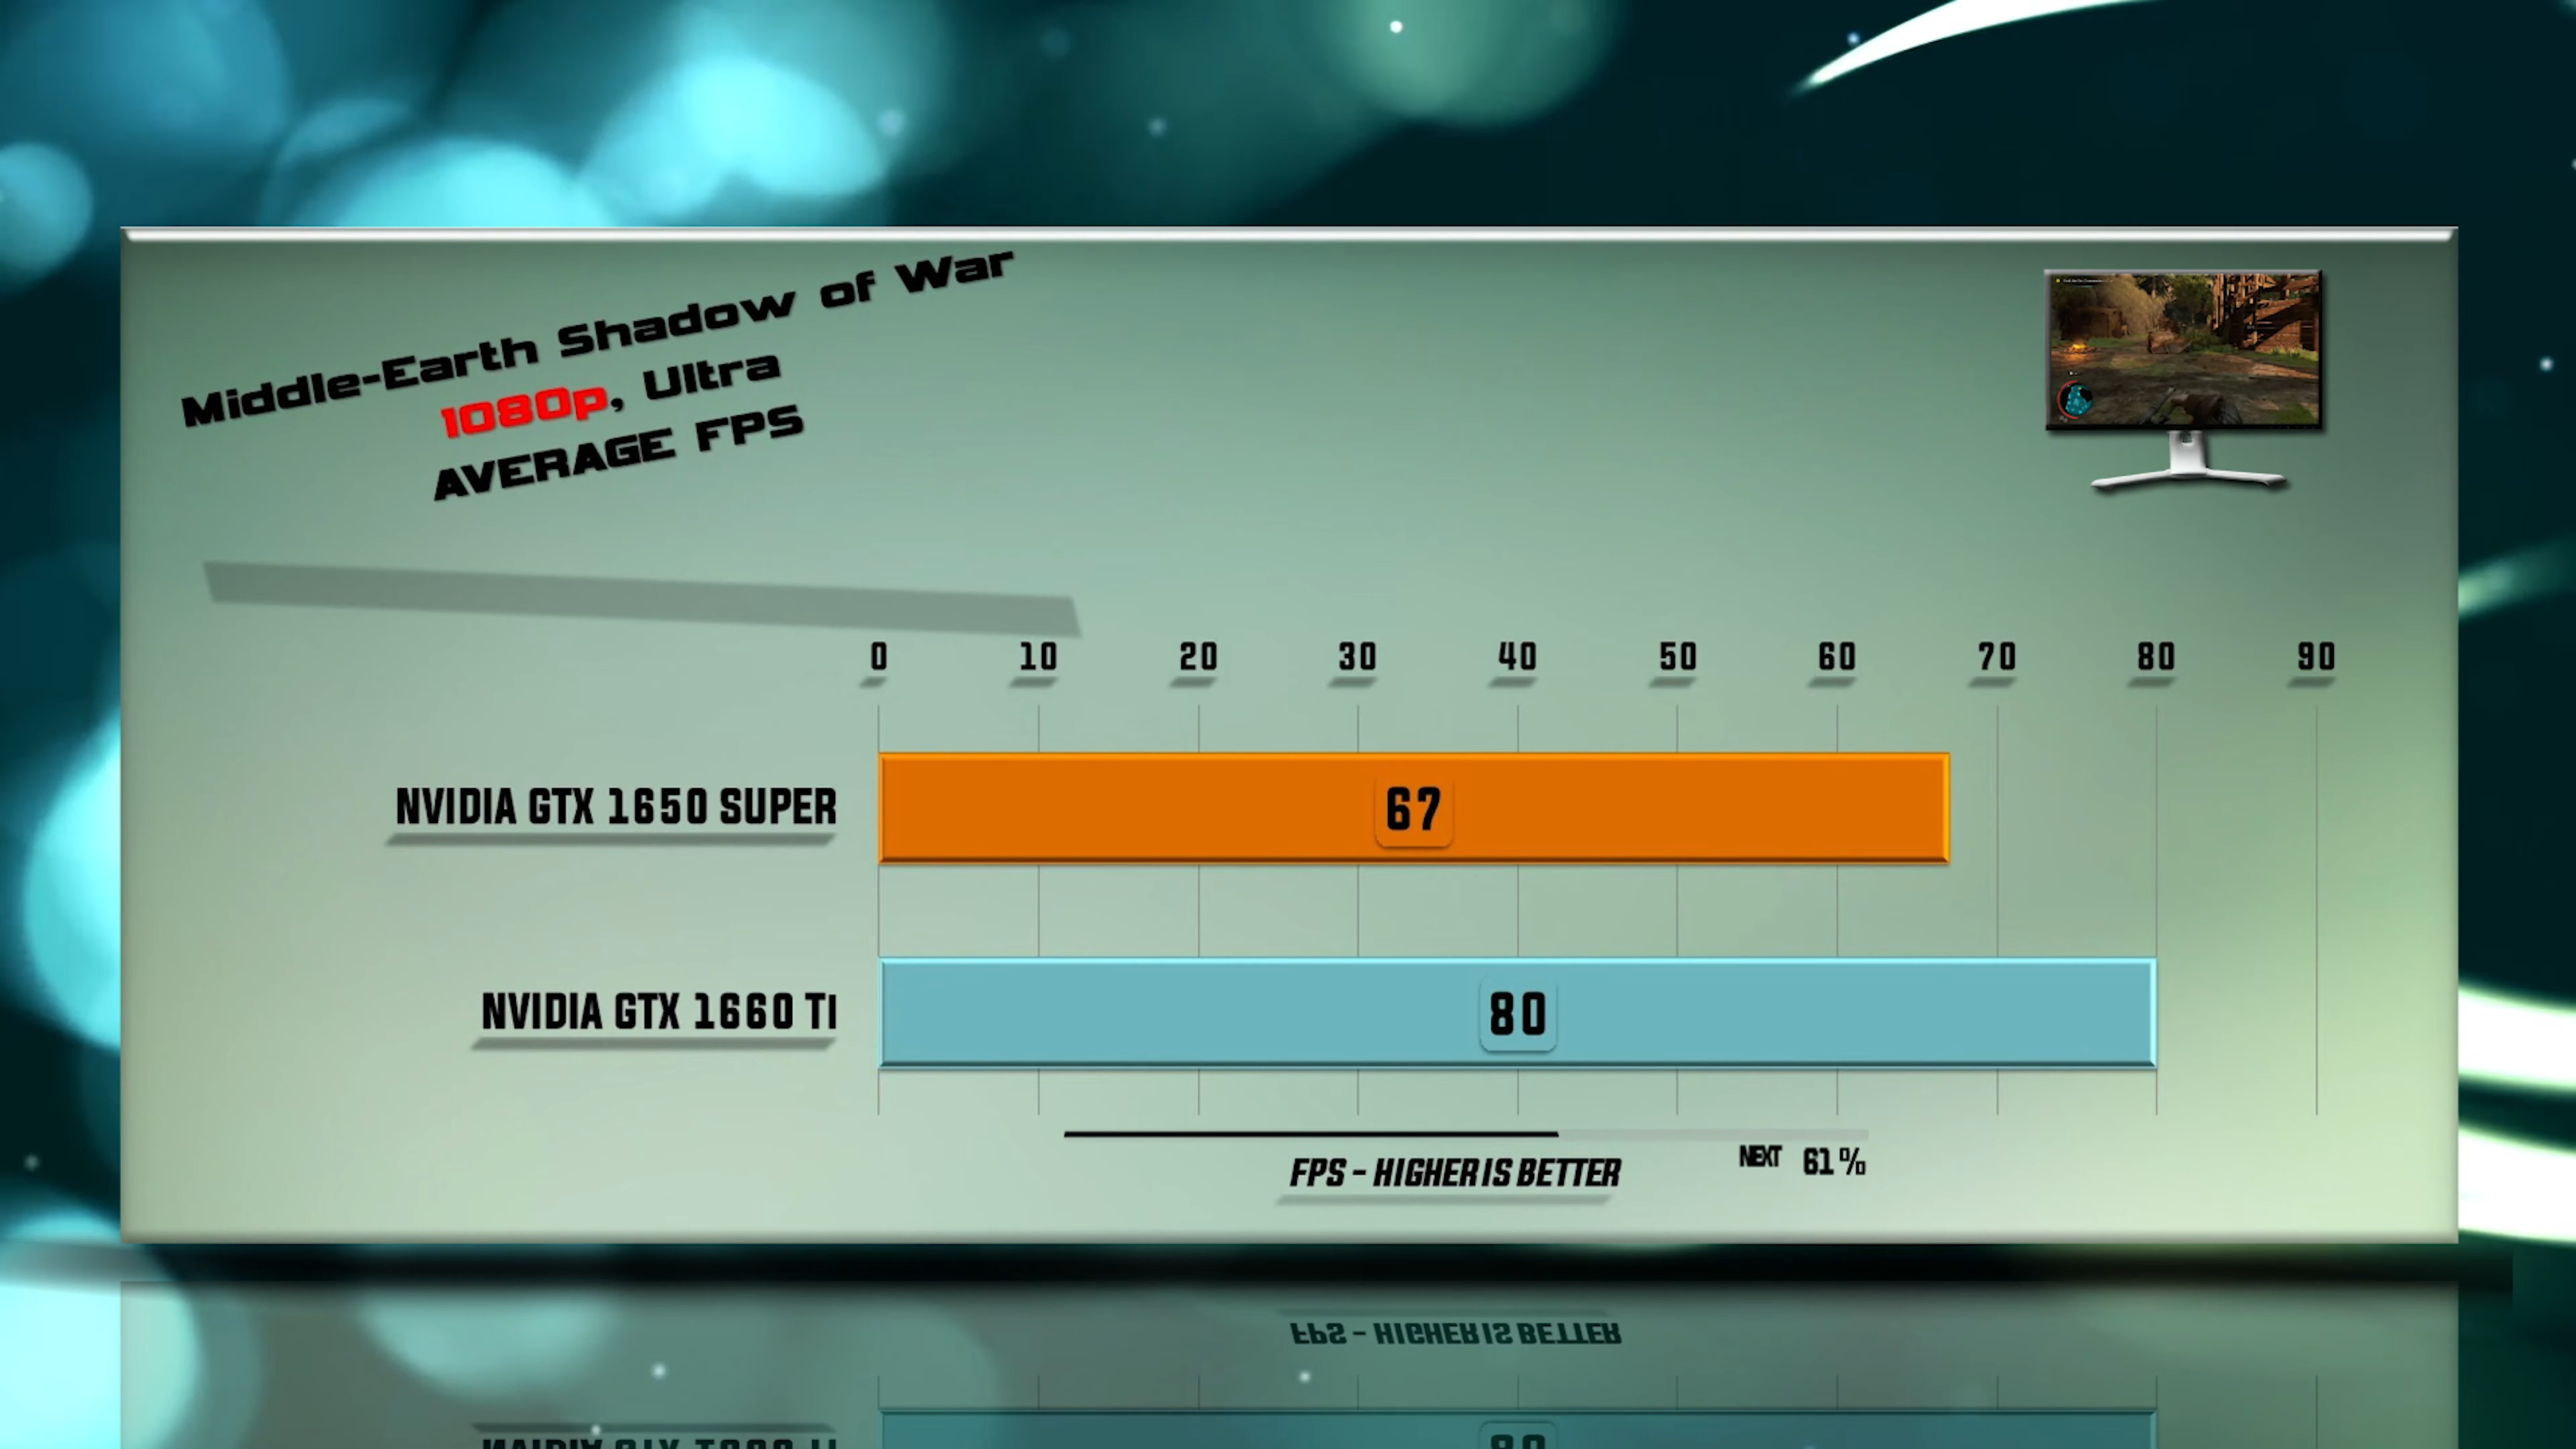 Middle-Earth Shadow of War
1080p, Ultra
AVERAGE FPS
0 10 20 30 40 50 60 70 80 90
NVIDIA GTX 1650 SUPER 67
NVIDIA GTX 1660 TI 80
FPS - HIGHER IS BETTER
NEXT 61%